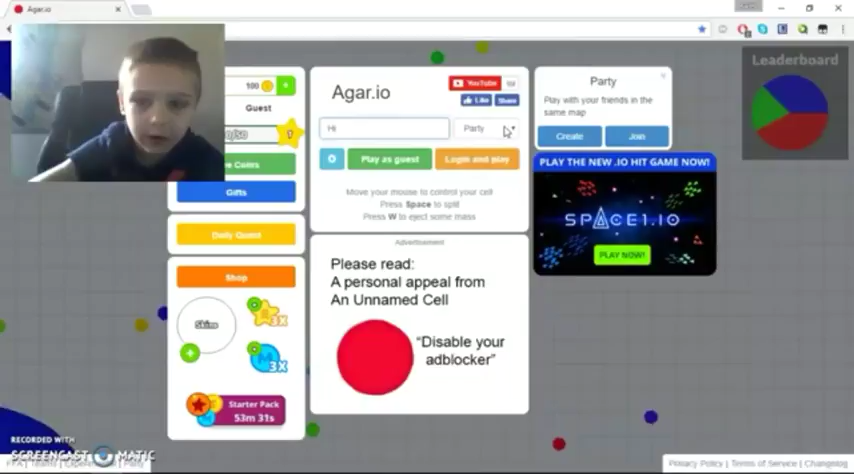 Agar.io
Leaderboard
100
Guest
Coins
Gifts
Daily Quest
Shop
Skins
3X
3X
Starter Pack
53m 31s
Agar.io
YouTube
Like
Share
Hi
Party
Play as guest
Login and play
Move your mouse to control your cell
Press Space to split
Press W to eject some mass
Advertisement
Please read:
A personal appeal from
An Unnamed Cell
"Disable your
adblocker"
Party
Play with your friends in the
same map
Create
Join
PLAY THE NEW .IO HIT GAME NOW!
SPACE1.IO
PLAY NOW!
RECORDED WITH
SCREENCAST MATIC
Privacy Policy | Terms of Service | Changelog